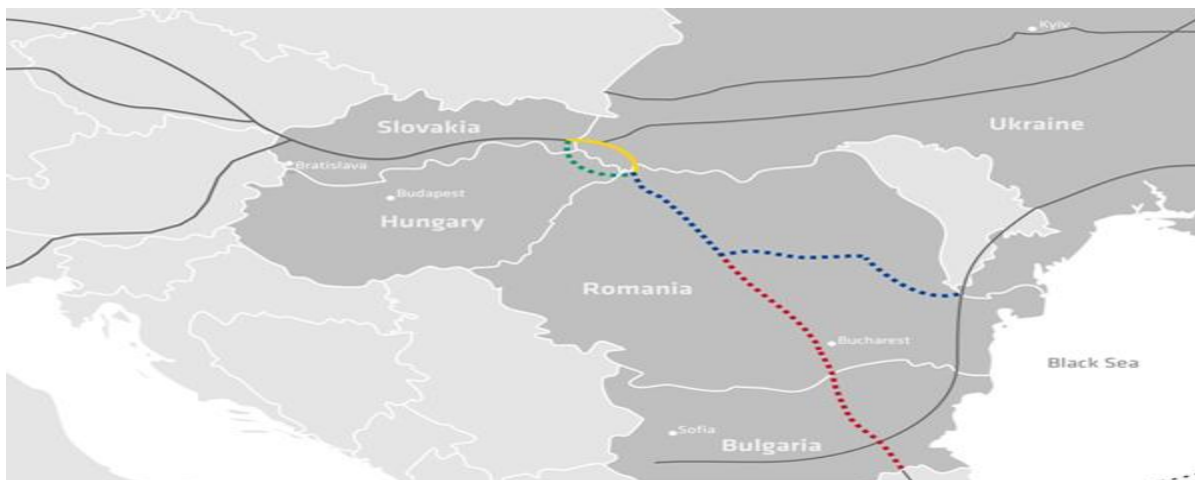 Kyiv
Slovakia
Ukraine
Bratislava
Budapest
Hungary
Romania
Bucharest
Black Sea
Sofia
Bulgaria